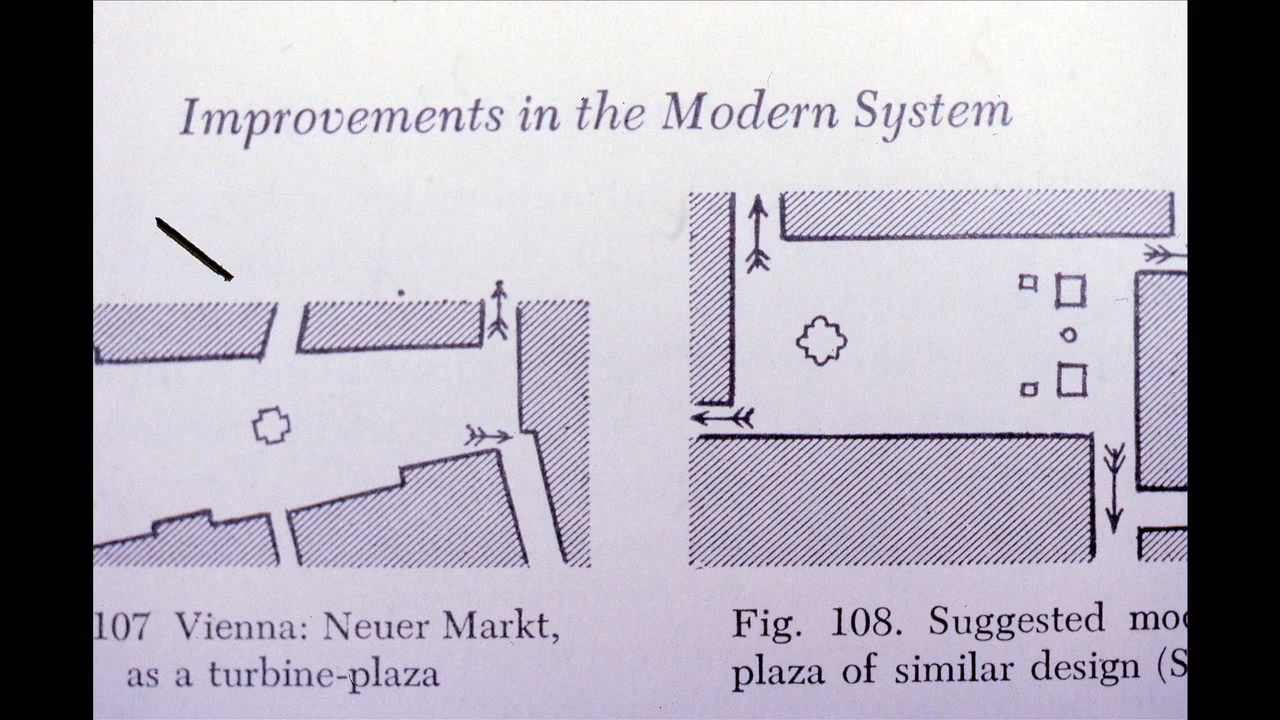 Improvements in the Modern System
107 Vienna: Neuer Markt,
as a turbine-plaza
Fig. 108. Suggested
plaza of similar design (S